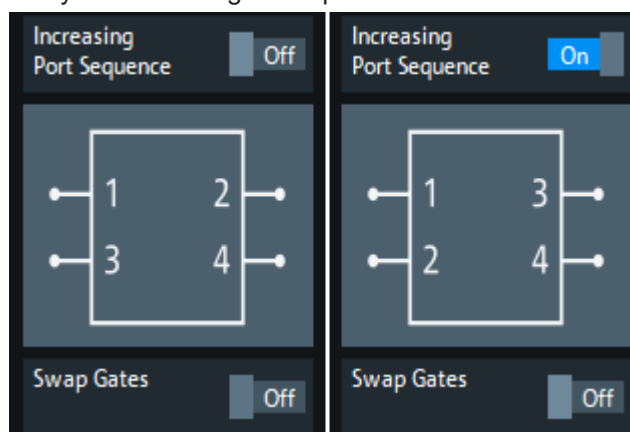 Increasing
Port Sequence
Off
1 2
3 4
Swap Gates
Off
Increasing
Port Sequence
On
1 3
2 4
Swap Gates
Off